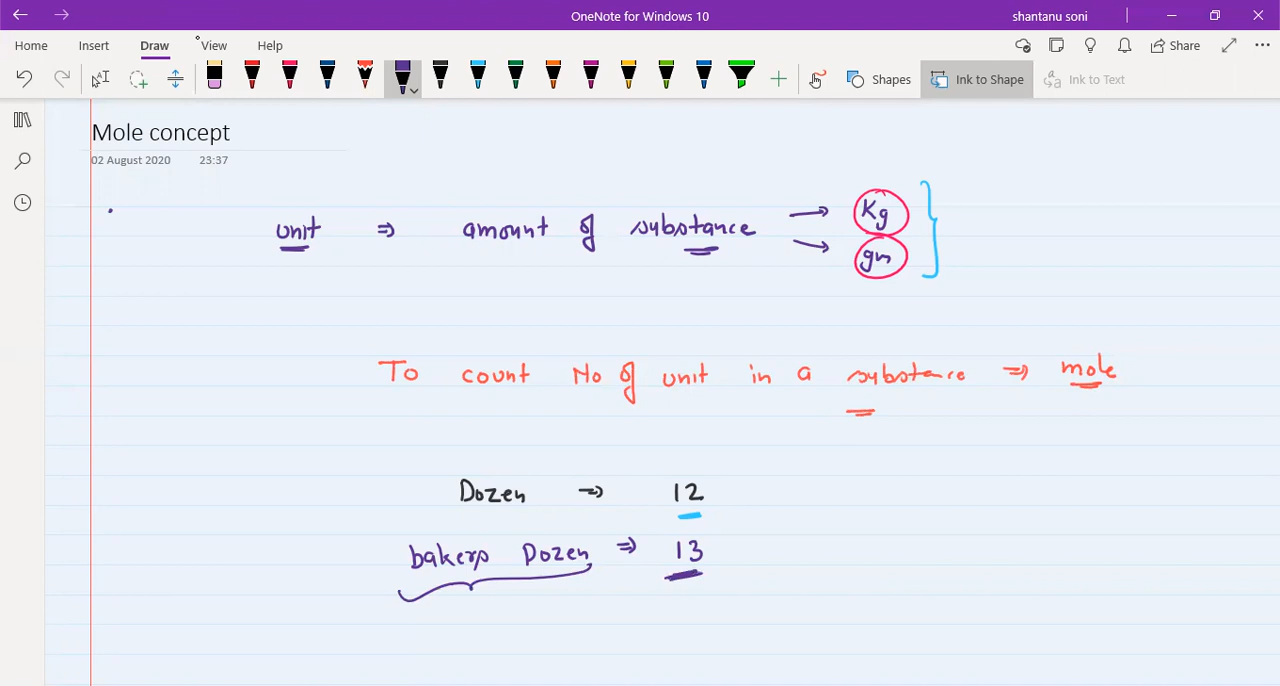 OneNote for Windows 10
shantanu soni
Home Insert Draw View Help
Share
Shapes
Ink to Shape
Ink to Text
Mole concept
02 August 2020 23:37
unit ⇒ amount of substance → Kg
→ gm
To count No of unit in a substance ⇒ mole
Dozen ⇒ 12
bakers Dozen ⇒ 13